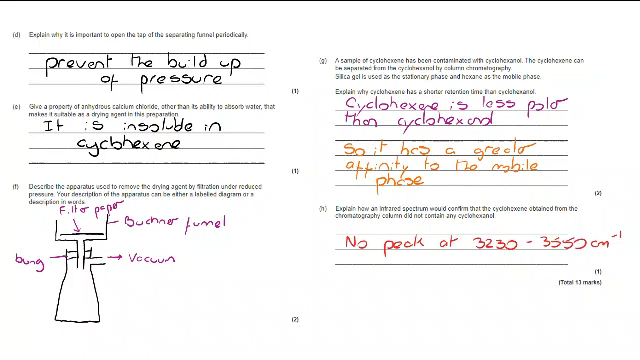 (d) Explain why it is important to open the tap of the separating funnel periodically.
prevent the build up
of pressure
(1)
(e) Give a property of anhydrous calcium chloride, other than its ability to absorb water, that
makes it suitable as a drying agent in this preparation.
It is insoluble in
cyclohexene
(1)
(f) Describe the apparatus used to remove the drying agent by filtration under reduced
pressure. Your description of the apparatus can be either a labelled diagram or a
description in words.
Filter paper
Buchner funnel
bung
Vacuum
(2)
(g) A sample of cyclohexene has been contaminated with cyclohexanol. The cyclohexene can
be separated from the cyclohexanol by column chromatography.
Silica gel is used as the stationary phase and hexane as the mobile phase.
Explain why cyclohexene has a shorter retention time than cyclohexanol.
Cyclohexene is less polar
than cyclohexanol
So it has a greater
affinity to the mobile
phase
(2)
(h) Explain how an infrared spectrum would confirm that the cyclohexene obtained from the
chromatography column did not contain any cyclohexanol.
No peak at 3230 - 3550 cm⁻¹
(1)
(Total 13 marks)